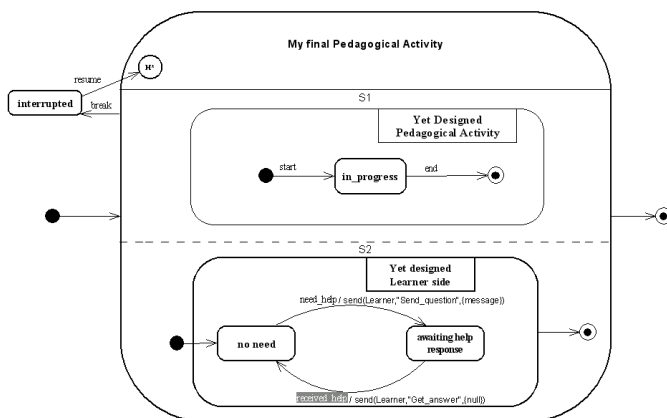 My final Pedagogical Activity
H*
resume
interrupted
break
S1
Yet Designed
Pedagogical Activity
start
in_progress
end
S2
Yet designed
Learner side
need_help / send(Learner,"Send_question",(message))
no need
awaiting help
response
received_help / send(Learner,"Get_answer",(null))